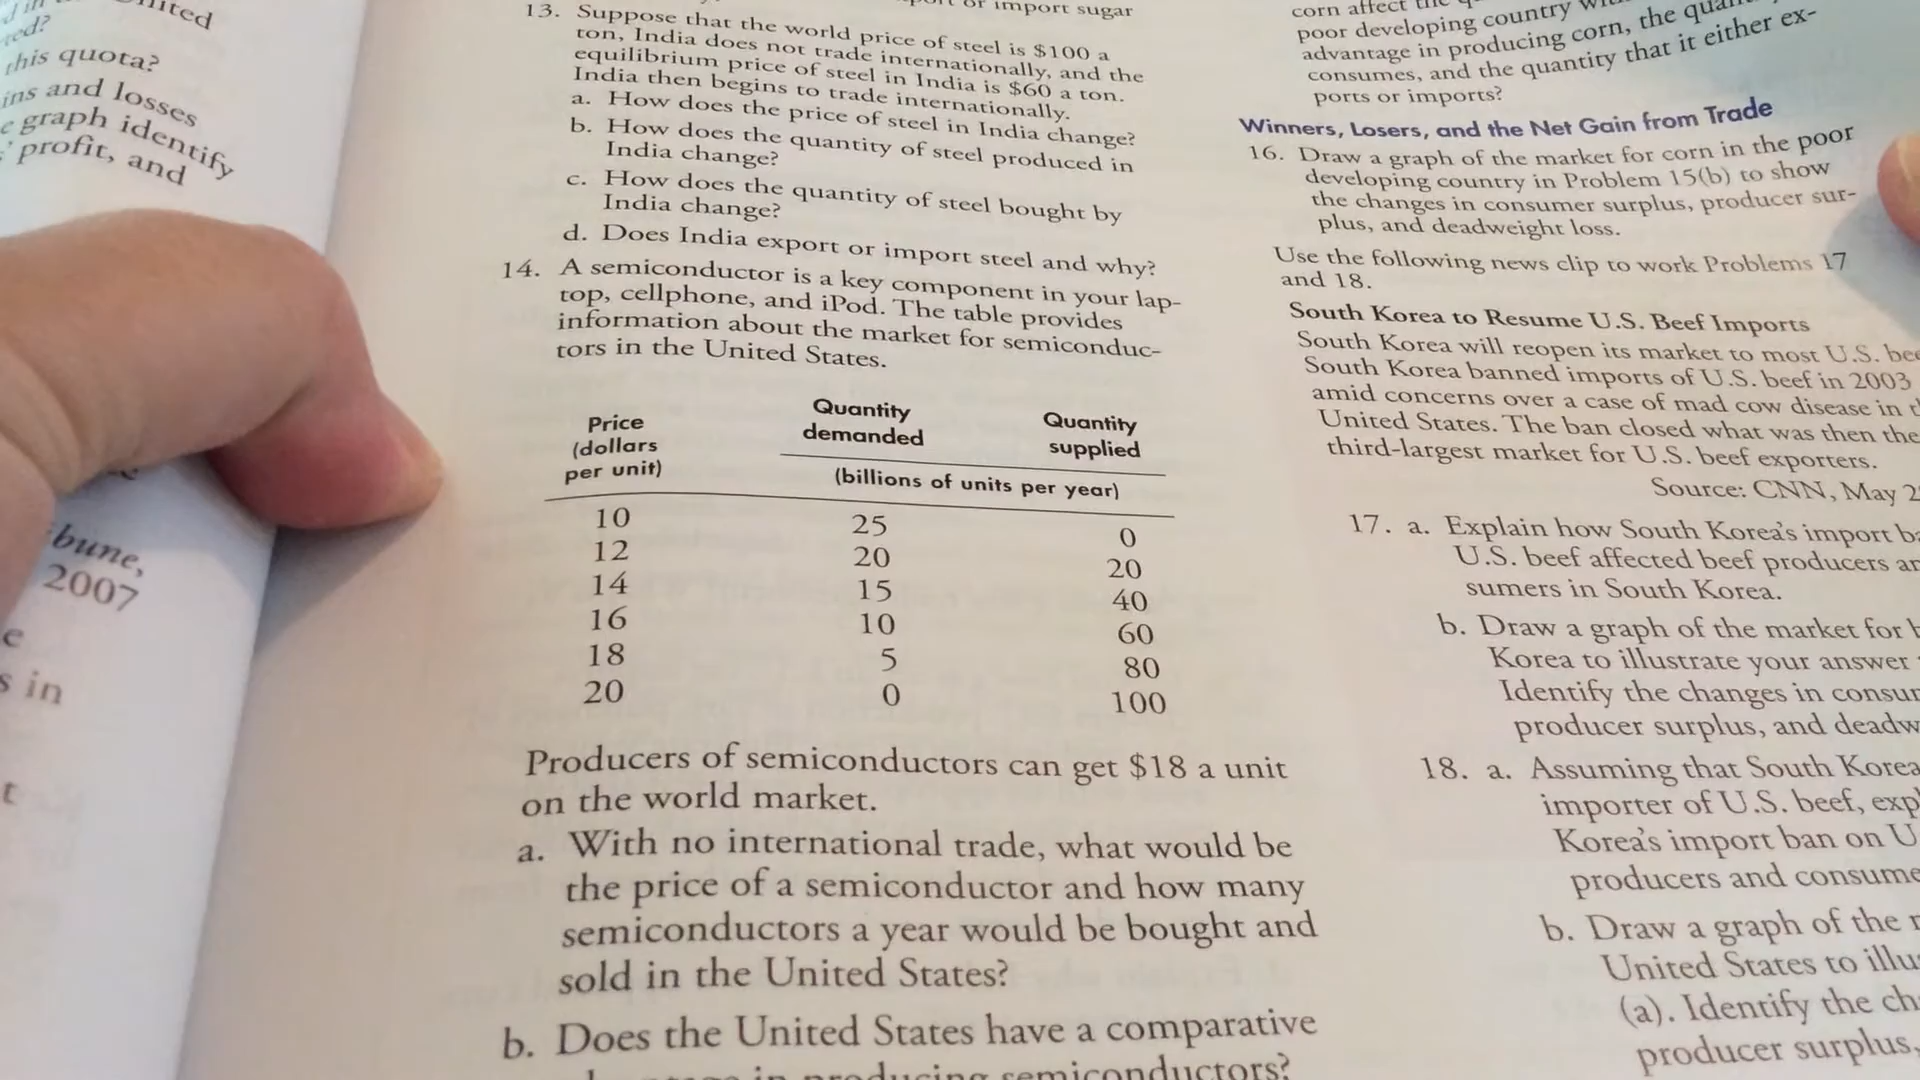 this quota?
ins and losses
graph identify
profit, and
bune,
2007
e
s in
t
or import sugar
13. Suppose that the world price of steel is $100 a
ton, India does not trade internationally, and the
equilibrium price of steel in India is $60 a ton.
India then begins to trade internationally.
a. How does the price of steel in India change?
b. How does the quantity of steel produced in
India change?
c. How does the quantity of steel bought by
India change?
d. Does India export or import steel and why?
14. A semiconductor is a key component in your lap-
top, cellphone, and iPod. The table provides
information about the market for semiconduc-
tors in the United States.
Price
(dollars
per unit)
Quantity
demanded
Quantity
supplied
(billions of units per year)
10 25 0
12 20 20
14 15 40
16 10 60
18 5 80
20 0 100
Producers of semiconductors can get $18 a unit
on the world market.
a. With no international trade, what would be
the price of a semiconductor and how many
semiconductors a year would be bought and
sold in the United States?
b. Does the United States have a comparative
in producing semiconductors?
corn affect
poor developing country
advantage in producing corn, the
consumes, and the quantity that it either ex-
ports or imports?
Winners, Losers, and the Net Gain from Trade
16. Draw a graph of the market for corn in the poor
developing country in Problem 15(b) to show
the changes in consumer surplus, producer sur-
plus, and deadweight loss.
Use the following news clip to work Problems 17
and 18.
South Korea to Resume U.S. Beef Imports
South Korea will reopen its market to most U.S.
South Korea banned imports of U.S. beef in 2003
amid concerns over a case of mad cow disease in
United States. The ban closed what was then the
third-largest market for U.S. beef exporters.
Source: CNN, May
17. a. Explain how South Korea's import
U.S. beef affected beef producers
sumers in South Korea.
b. Draw a graph of the market for
Korea to illustrate your answer
Identify the changes in
producer surplus, and
18. a. Assuming that South Korea
importer of U.S. beef,
Korea's import ban on
producers and
b. Draw a graph of the
United States to
(a). Identify the
producer surplus,